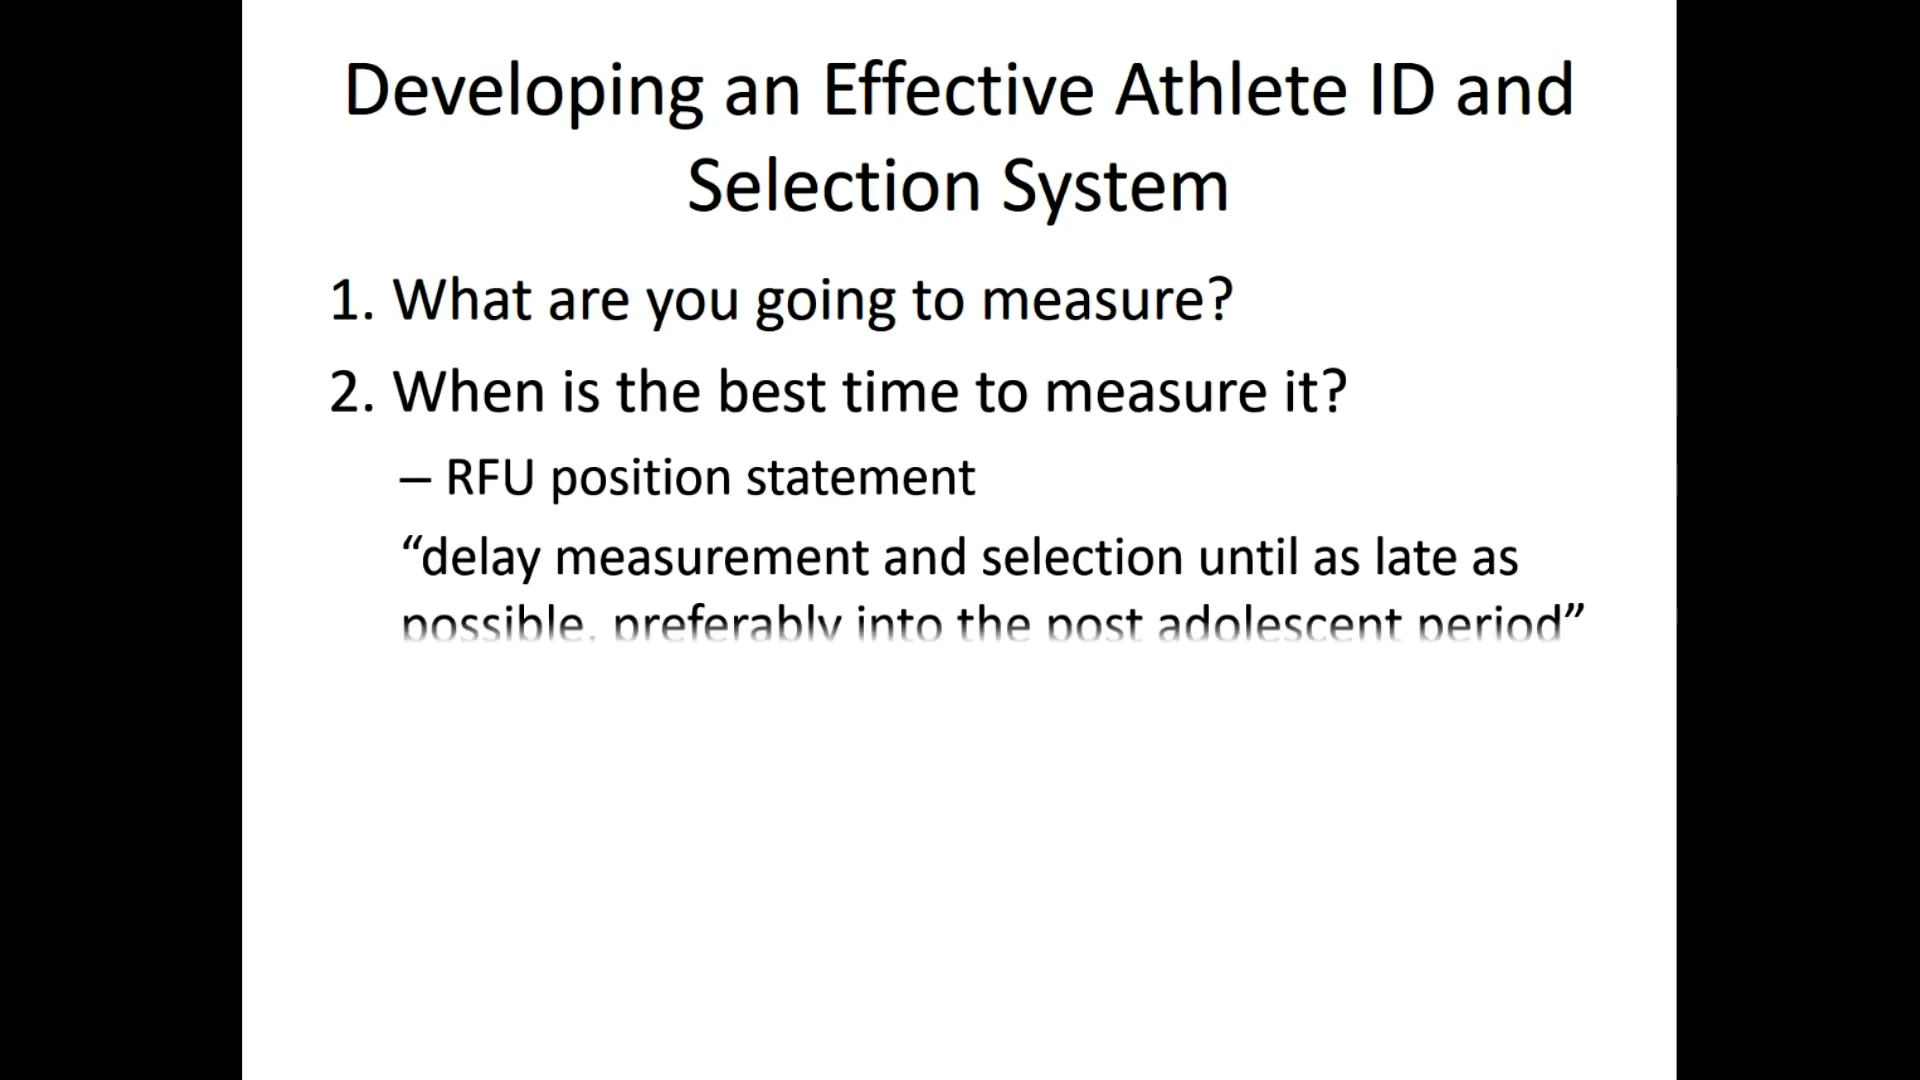 Developing an Effective Athlete ID and
Selection System
1. What are you going to measure?
2. When is the best time to measure it?
– RFU position statement
“delay measurement and selection until as late as
possible, preferably into the post adolescent period”